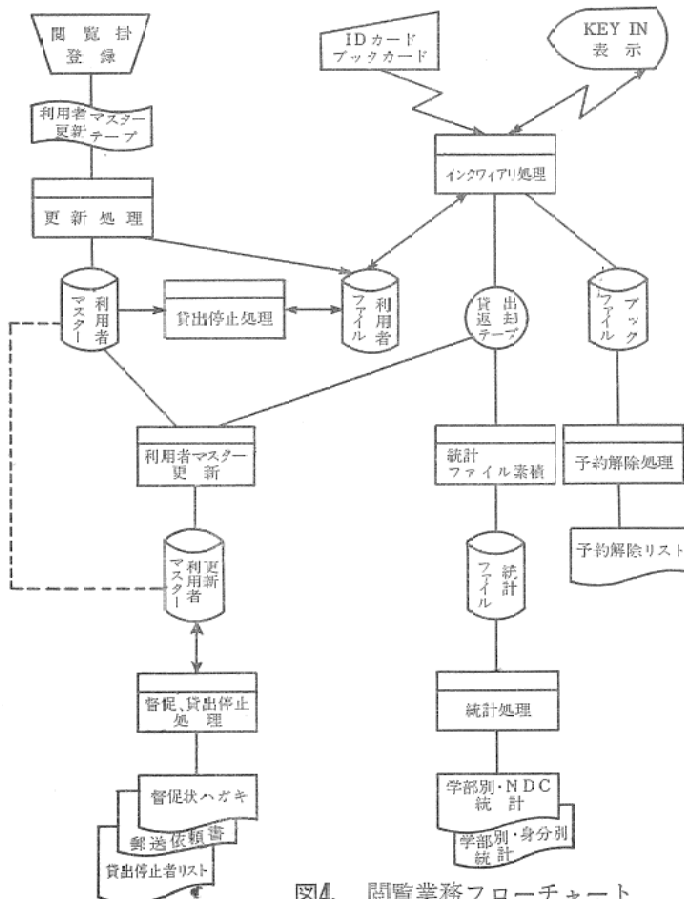 閲覧掛
登録
IDカード
ブックカード
KEY IN
表示
利用者マスター
更新
テープ
インクワィアリ処理
更新処理
利用者
マスター
貸出停止処理
利用者
ファイル
貸出
返却
テープ
ブック
ファイル
利用者マスター
更新
統計
ファイル素積
予約解除処理
更新
利用者
マスター
統計
ファイル
予約解除リスト
督促、貸出停止
処理
統計処理
督促状ハガキ
郵送依頼書
貸出停止者リスト
学部別・NDC
統計
学部別・身分別
統計
図4. 閲覧業務フローチャート